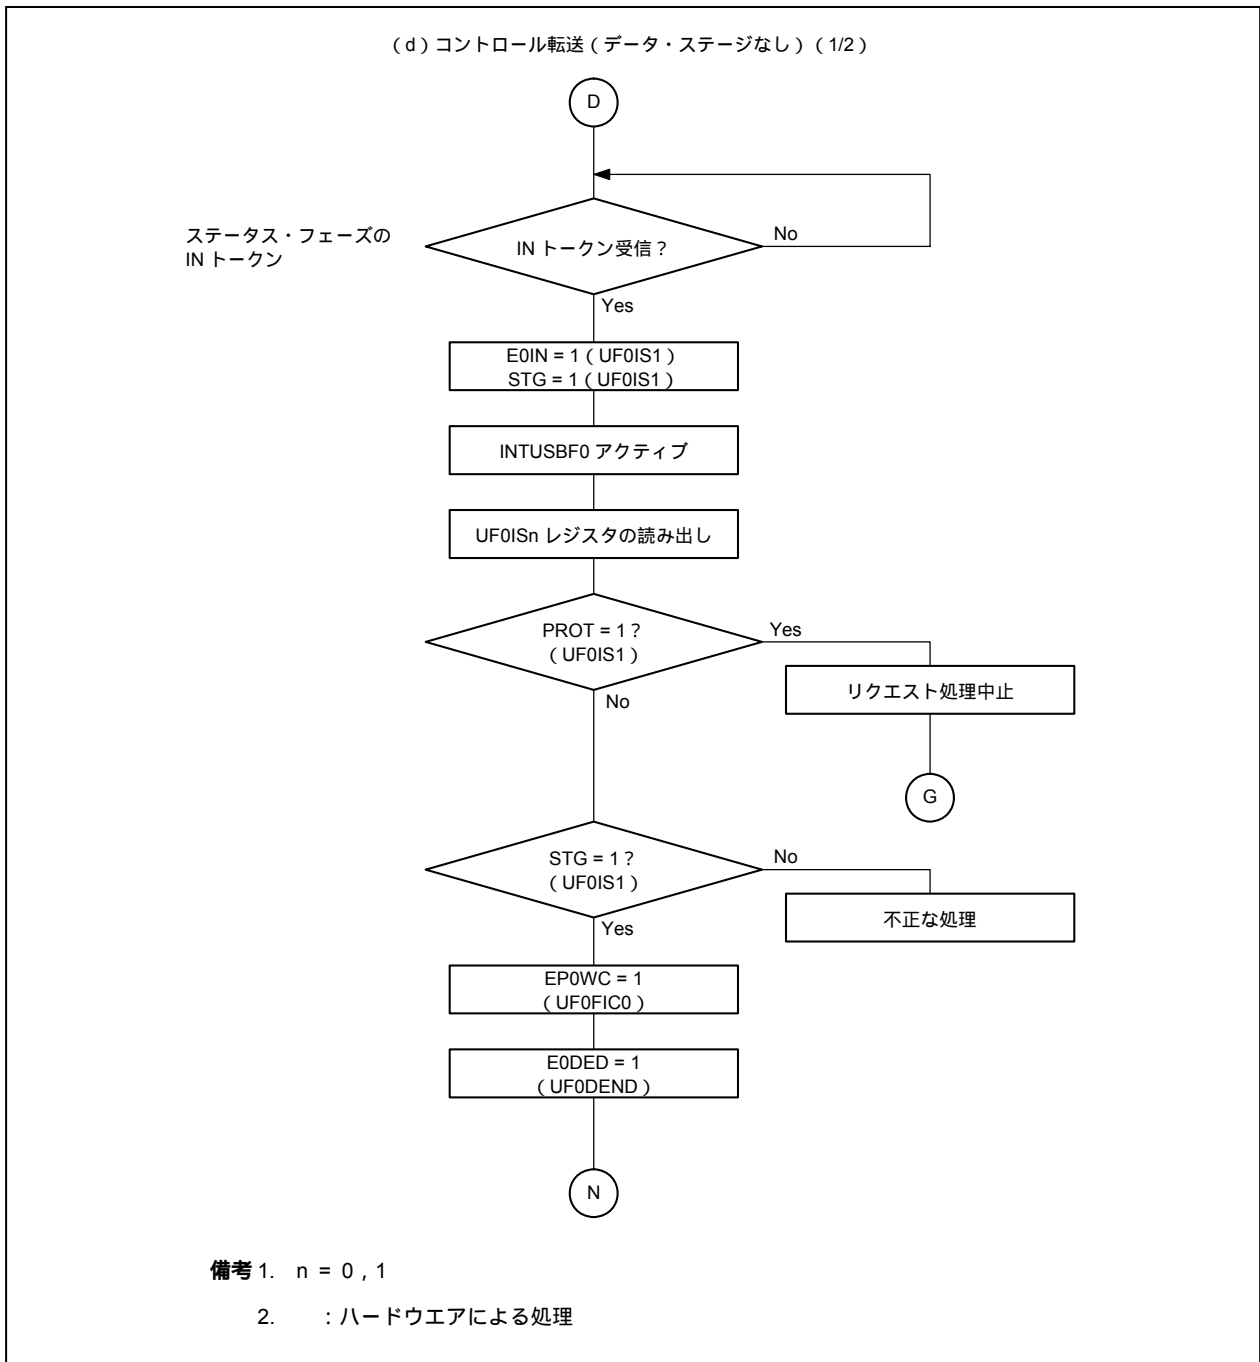 (d)コントロール転送(データ・ステージなし)(1/2)
D
ステータス・フェーズの
IN トークン
IN トークン受信?
No
Yes
E0IN = 1(UF0IS1)
STG = 1(UF0IS1)
INTUSBF0 アクティブ
UF0ISn レジスタの読み出し
PROT = 1?
(UF0IS1)
Yes
No
リクエスト処理中止
G
STG = 1?
(UF0IS1)
No
Yes
不正な処理
EP0WC = 1
(UF0FIC0)
E0DED = 1
(UF0DEND)
N
備考 1. n = 0 , 1
2. :ハードウエアによる処理